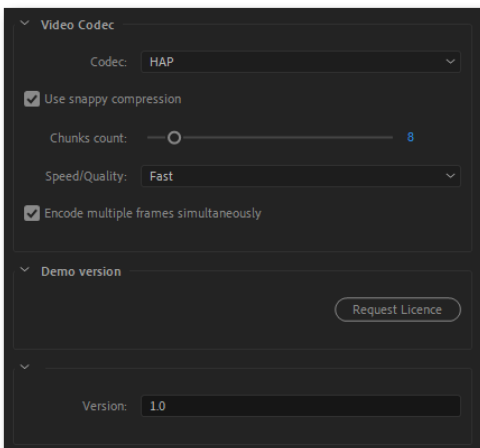 Video Codec
Codec: HAP
Use snappy compression
Chunks count: 8
Speed/Quality: Fast
Encode multiple frames simultaneously
Demo version
Request Licence
Version: 1.0